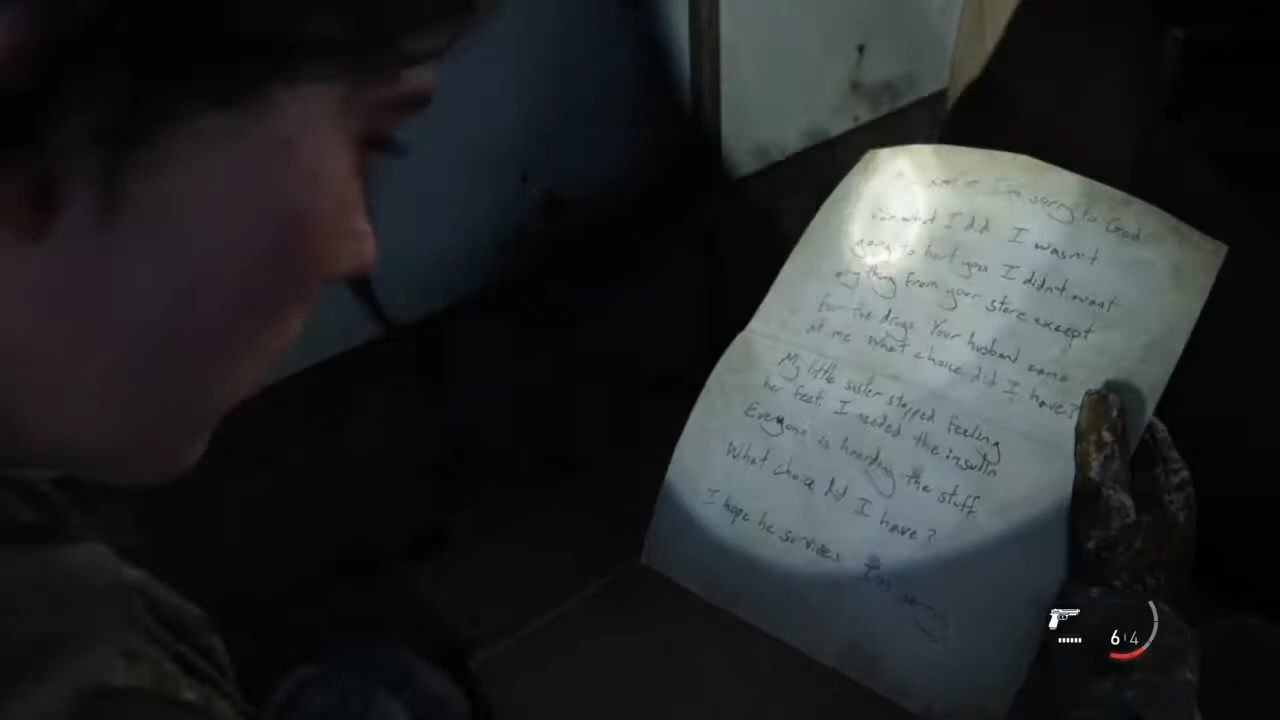 I'm sorry to God
for what I did I wasn't
going to hurt you I didn't want
anything from your store except
for the drugs. Your husband came
at me what choice did I have?
My little sister stopped feeling
her feet. I needed the insulin
Everyone is hoarding the stuff.
What choice did I have?
I hope he survives I'm sorry
6 4